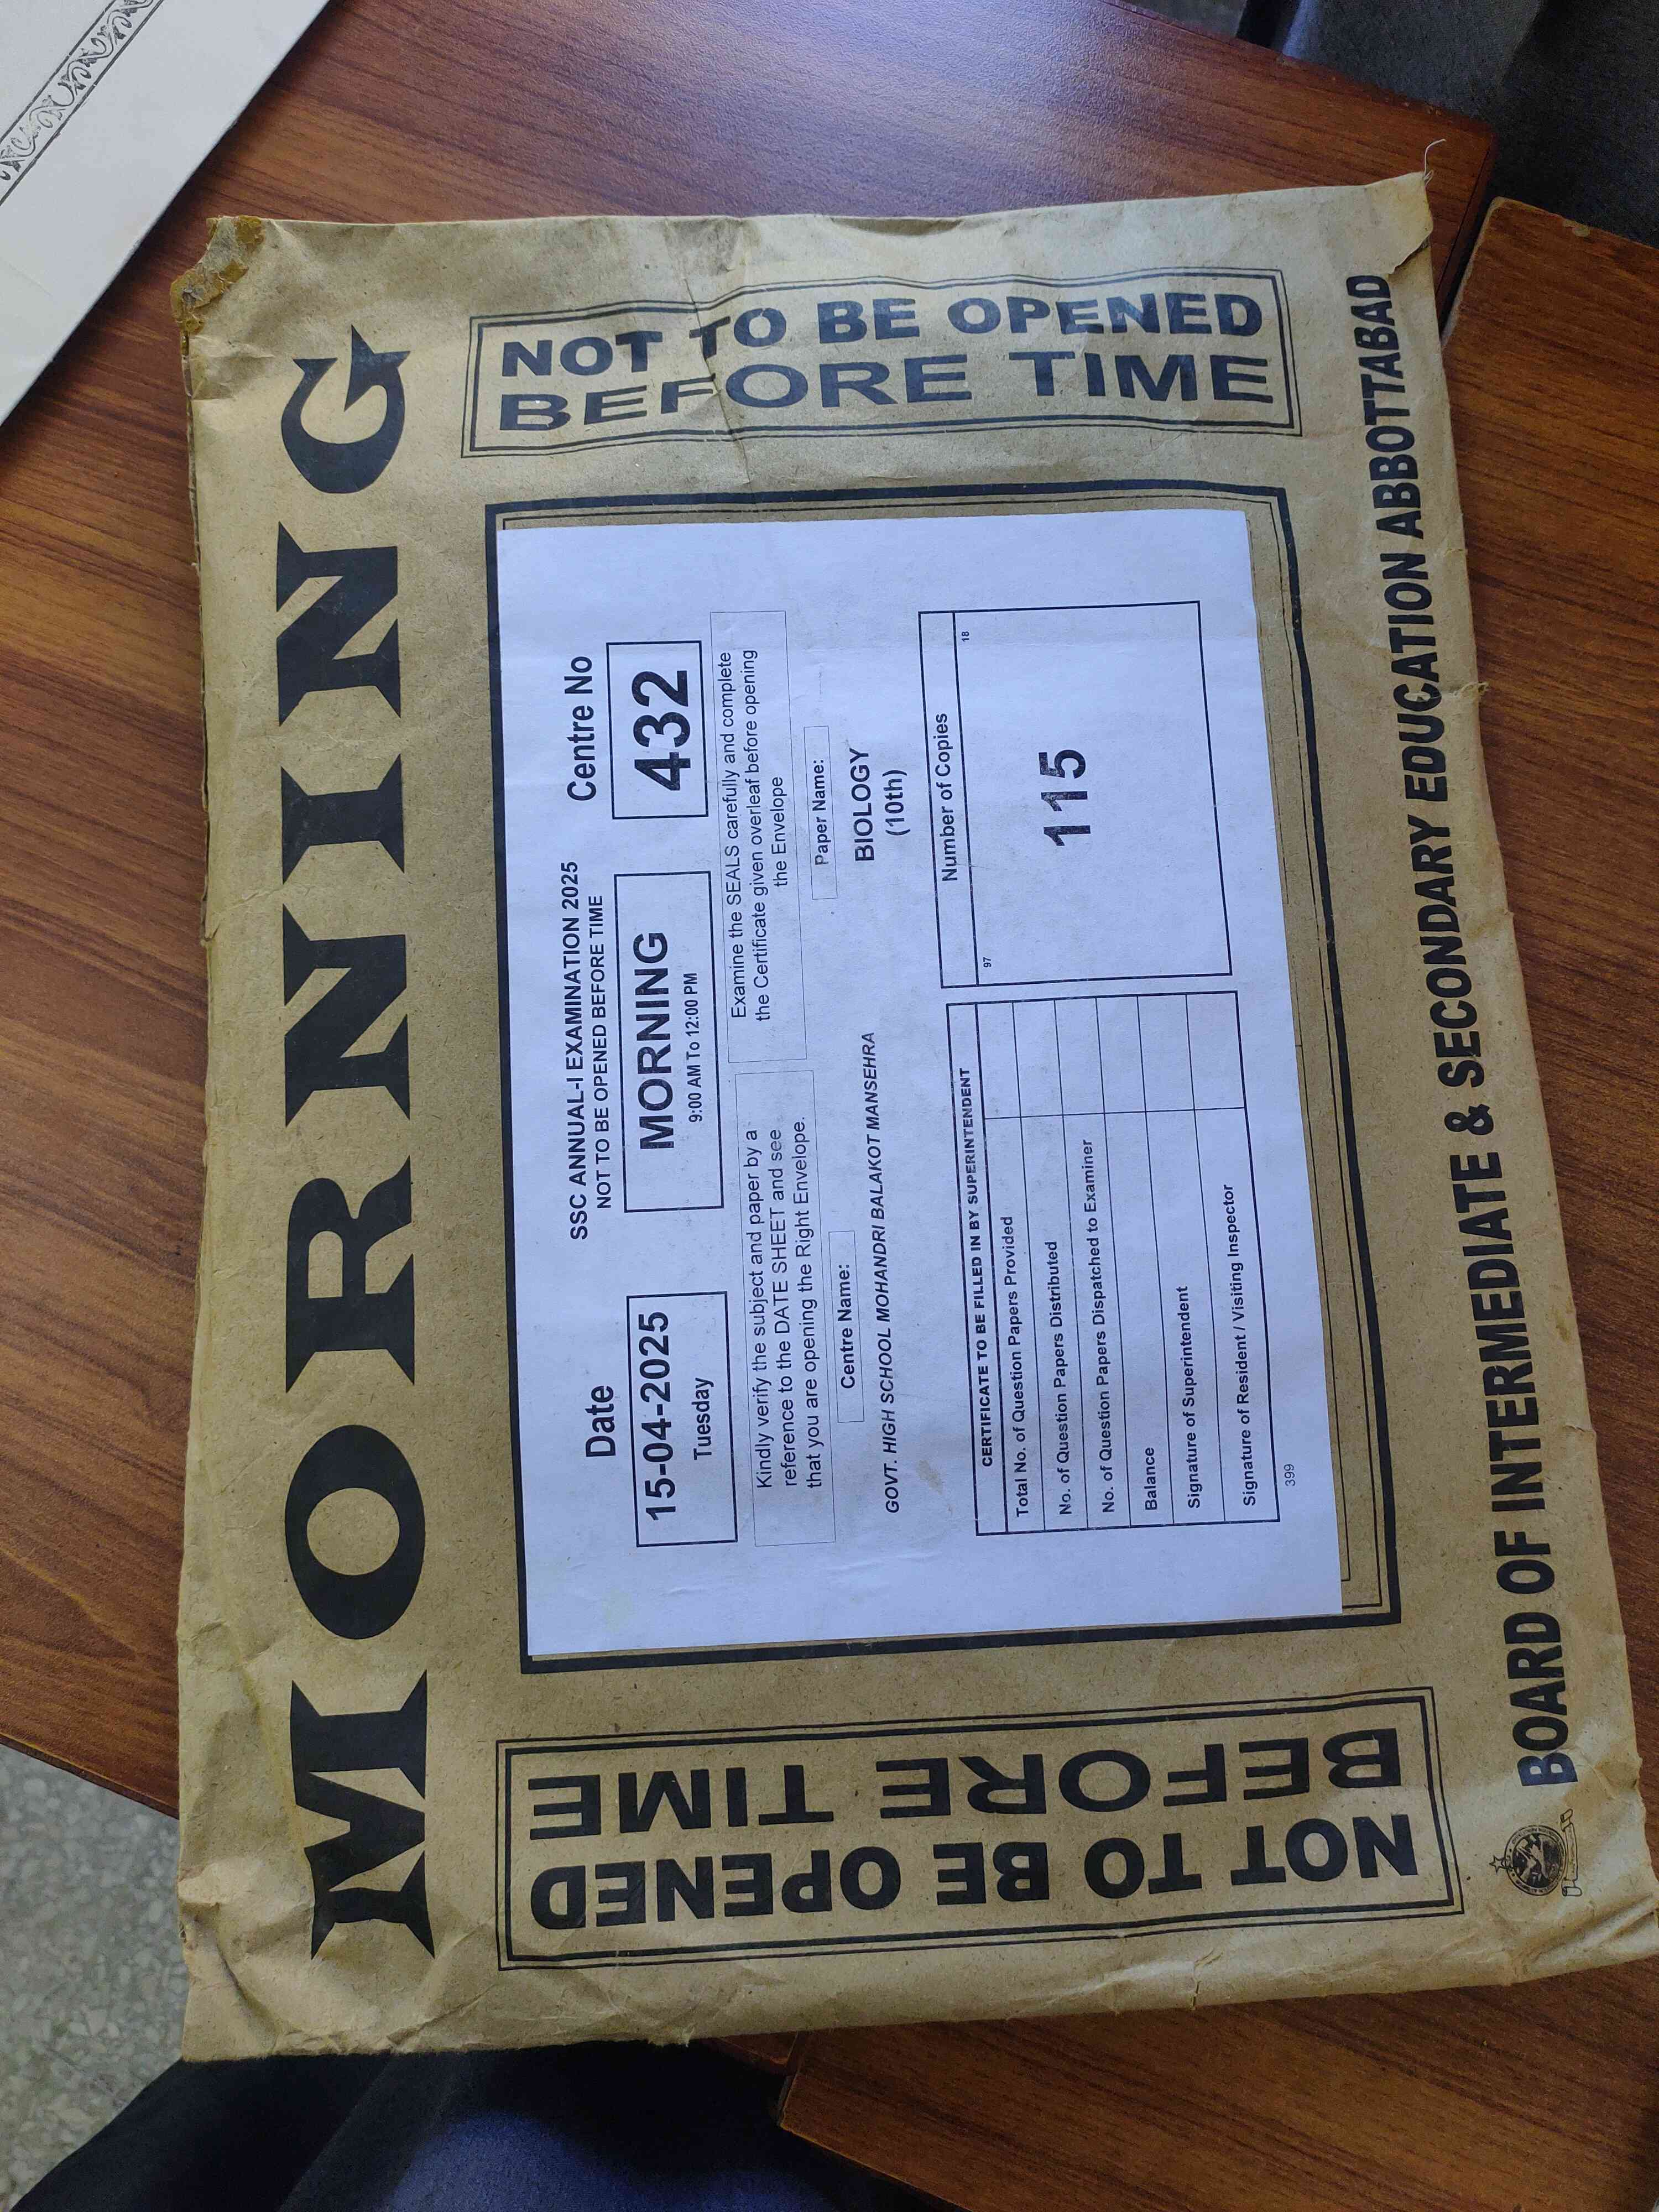 MORNING
NOT TO BE OPENED
BEFORE TIME
SSC ANNUAL-I EXAMINATION 2025
NOT TO BE OPENED BEFORE TIME
Date
15-04-2025
Tuesday
MORNING
9:00 AM To 12:00 PM
Centre No
432
Kindly verify the subject and paper by a
reference to the DATE SHEET and see
that you are opening the Right Envelope.
Examine the SEALS carefully and complete
the Certificate given overleaf before opening
the Envelope
Centre Name:
GOVT. HIGH SCHOOL MOHANDRI BALAKOT MANSEHRA
Paper Name:
BIOLOGY
(10th)
CERTIFICATE TO BE FILLED IN BY SUPERINTENDENT
Total No. of Question Papers Provided
No. of Question Papers Distributed
No. of Question Papers Dispatched to Examiner
Balance
Signature of Superintendent
Signature of Resident / Visiting Inspector
399
Number of Copies
97
18
115
NOT TO BE OPENED
BEFORE TIME
BOARD OF INTERMEDIATE & SECONDARY EDUCATION ABBOTTABAD